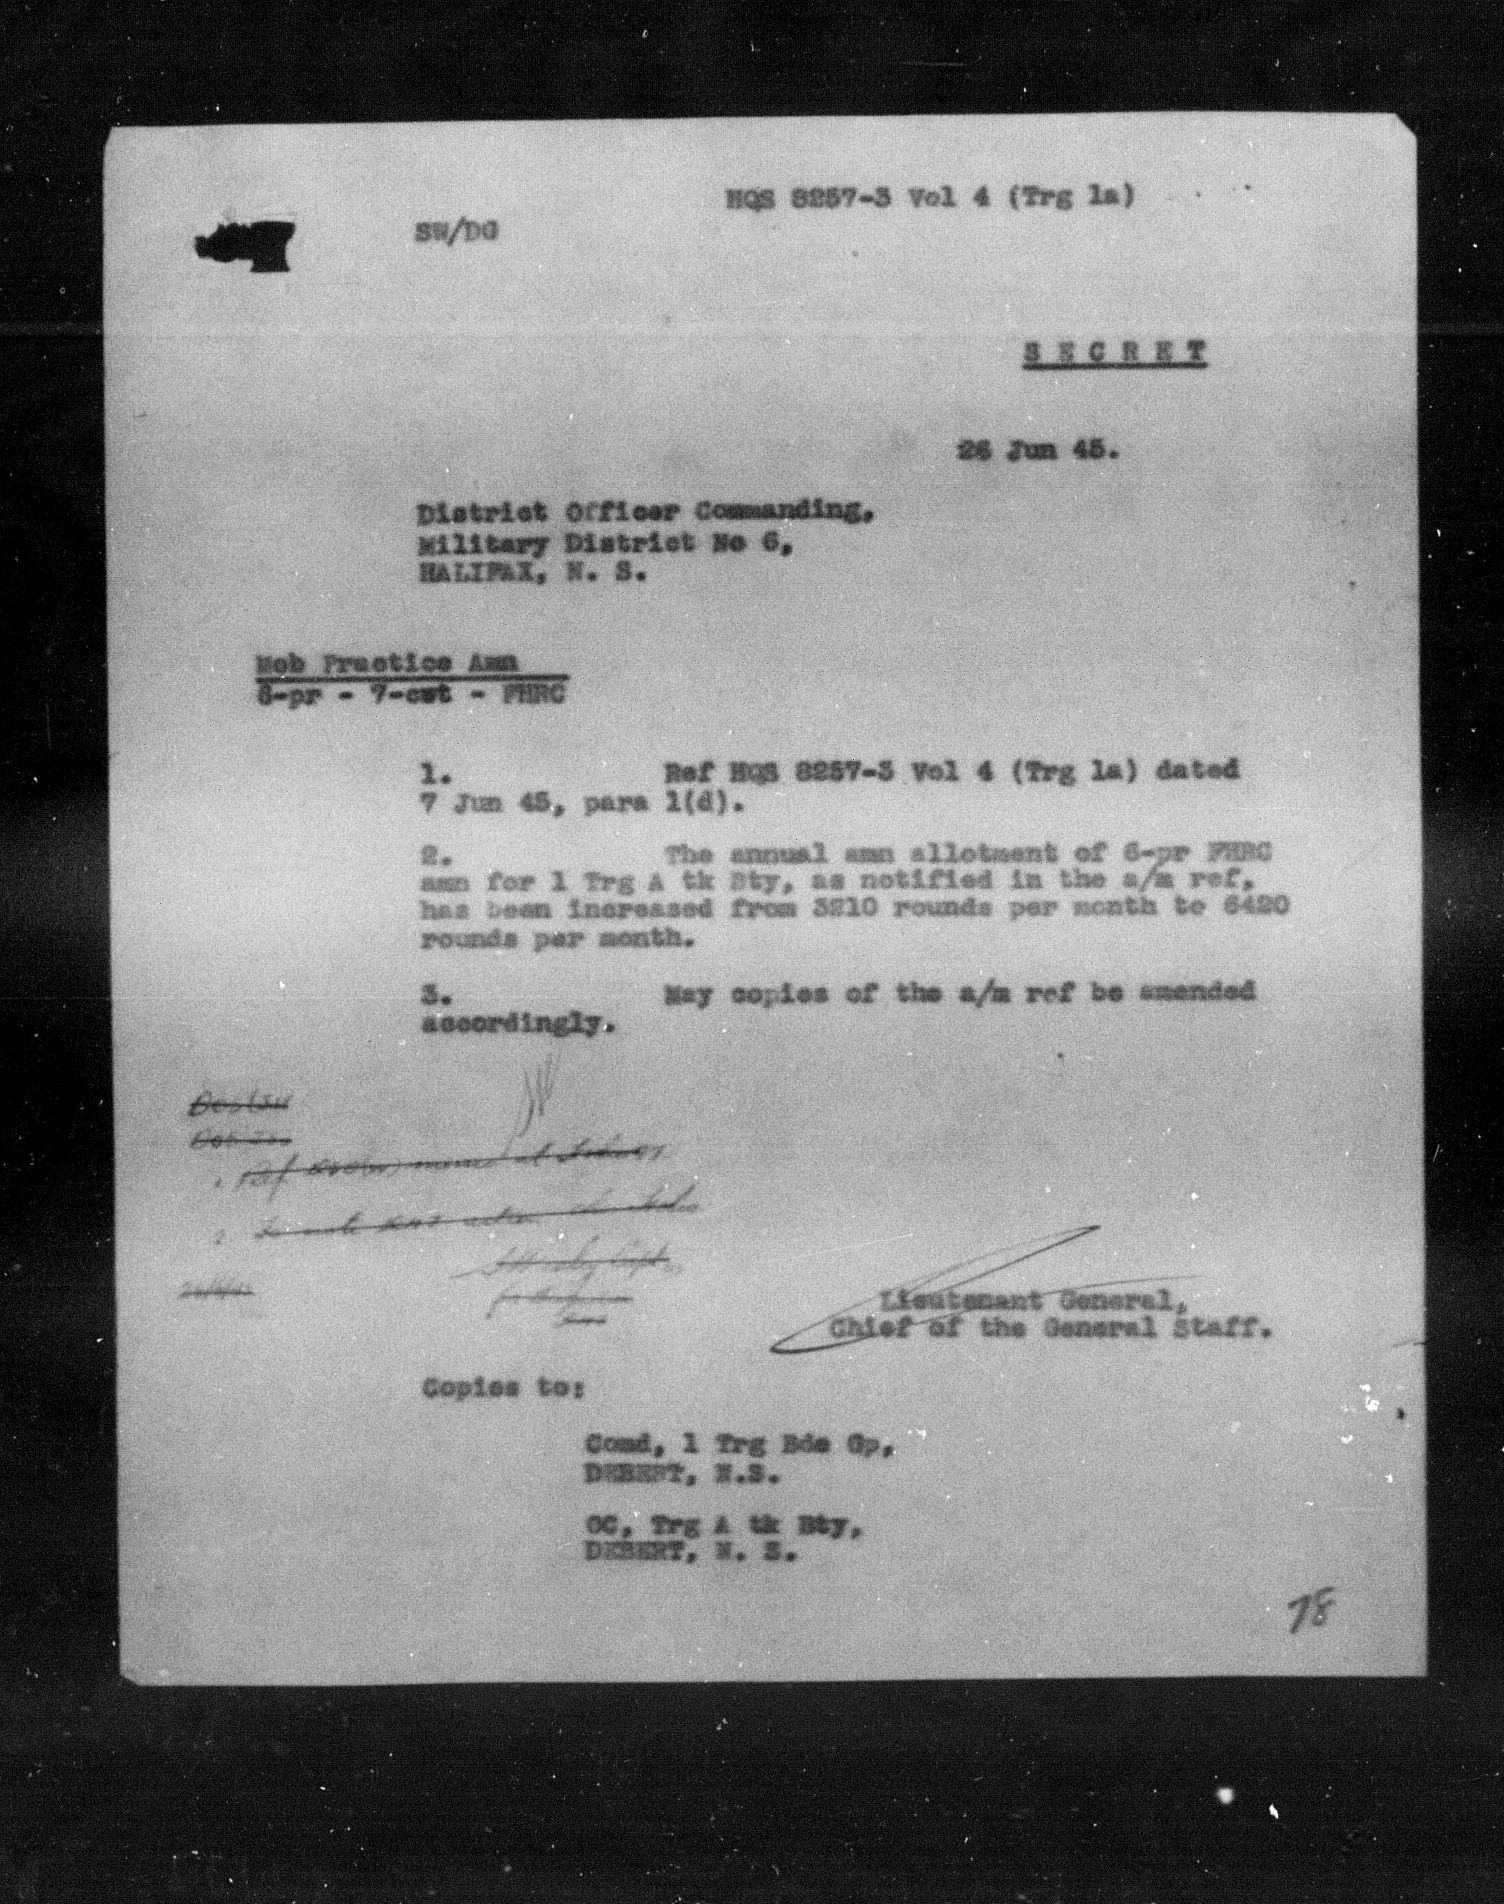 HQS 8257-3 Vol 4 (Trg 1a)
SW/DG
S E C R E T
26 Jun 45.
District Officer Commanding,
Military District No 6,
HALIFAX, N. S.
Mob Practice Amn
6-pr - 7-cwt - FHRC
1. Ref HQS 8257-3 Vol 4 (Trg 1a) dated
7 Jun 45, para 1(d).
2. The annual amn allotment of 6-pr FHRC
amn for 1 Trg A tk Bty, as notified in the a/m ref,
has been increased from 3210 rounds per month to 6420
rounds per month.
3. May copies of the a/m ref be amended
accordingly.
Lieutenant General,
Chief of the General Staff.
Copies to:
Comd, 1 Trg Bde Gp,
DEBERT, N.S.
OC, Trg A tk Bty,
DEBERT, N. S.
78